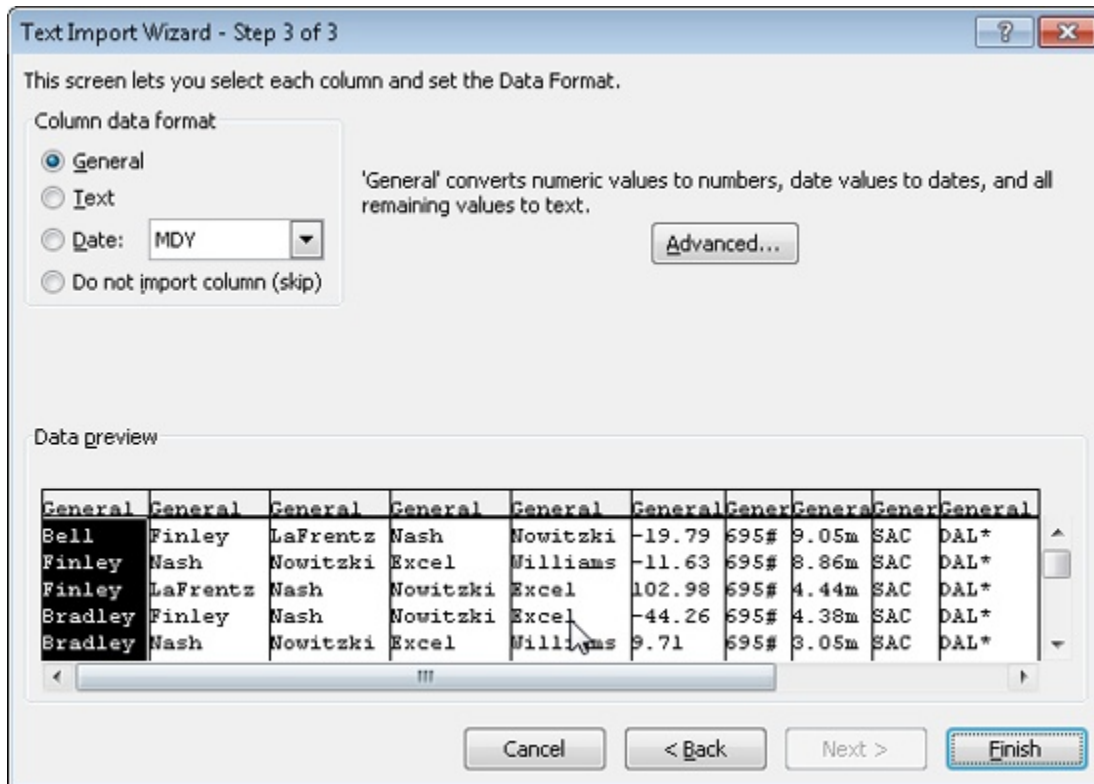 Text Import Wizard - Step 3 of 3
This screen lets you select each column and set the Data Format.
Column data format
General
Text
Date: MDY
Do not import column (skip)
'General' converts numeric values to numbers, date values to dates, and all
remaining values to text.
Advanced...
Data preview
General General General General General General Gener Genera Gener General
Bell Finley LaFrentz Nash Nowitzki -19.79 695# 9.05m SAC DAL*
Finley Nash Nowitzki Excel Williams -11.63 695# 8.86m SAC DAL*
Finley LaFrentz Nash Nowitzki Excel 102.98 695# 4.44m SAC DAL*
Bradley Finley Nash Nowitzki Excel -44.26 695# 4.38m SAC DAL*
Bradley Nash Nowitzki Excel Williams 9.71 695# 3.05m SAC DAL*
Cancel < Back Next > Finish